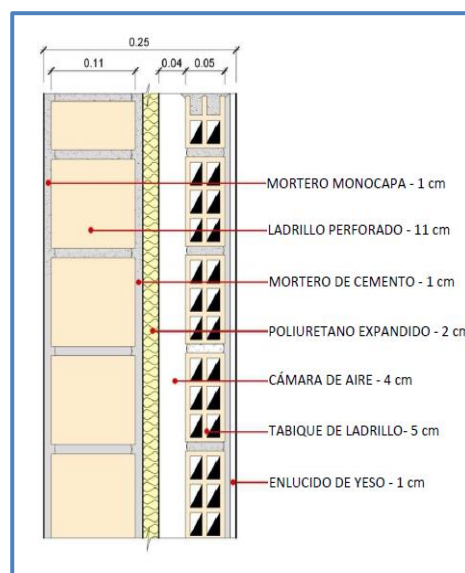 0.25
0.11
0.04
0.05
MORTERO MONOCAPA - 1 cm
LADRILLO PERFORADO - 11 cm
MORTERO DE CEMENTO - 1 cm
POLIURETANO EXPANDIDO - 2 cm
CÁMARA DE AIRE - 4 cm
TABIQUE DE LADRILLO- 5 cm
ENLUCIDO DE YESO - 1 cm